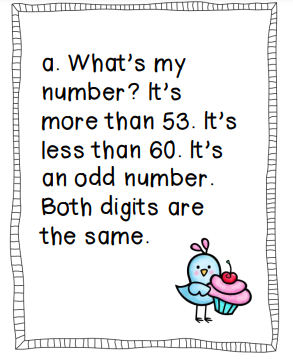 a. What's my
number? It's
more than 53. It's
less than 60. It's
an odd number.
Both digits are
the same.